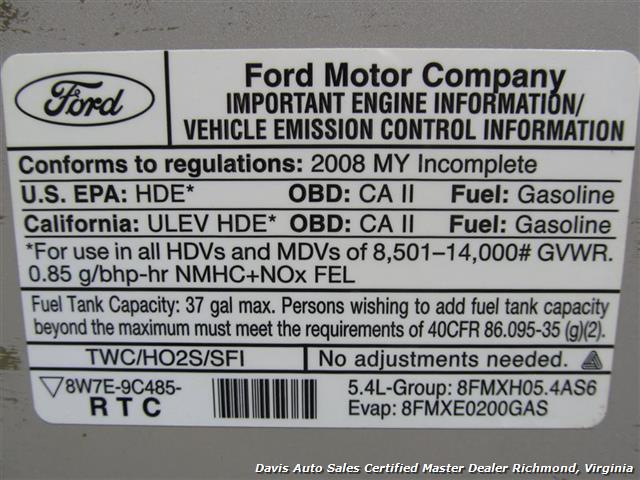 Ford
Ford Motor Company
IMPORTANT ENGINE INFORMATION/
VEHICLE EMISSION CONTROL INFORMATION
Conforms to regulations: 2008 MY Incomplete
U.S. EPA: HDE* OBD: CA II Fuel: Gasoline
California: ULEV HDE* OBD: CA II Fuel: Gasoline
*For use in all HDVs and MDVs of 8,501–14,000# GVWR.
0.85 g/bhp-hr NMHC+NOx FEL
Fuel Tank Capacity: 37 gal max. Persons wishing to add fuel tank capacity
beyond the maximum must meet the requirements of 40CFR 86.095-35 (g)(2).
TWC/HO2S/SFI No adjustments needed.
8W7E-9C485-
RTC
5.4L-Group: 8FMXH05.4AS6
Evap: 8FMXE0200GAS
Davis Auto Sales Certified Master Dealer Richmond, Virginia